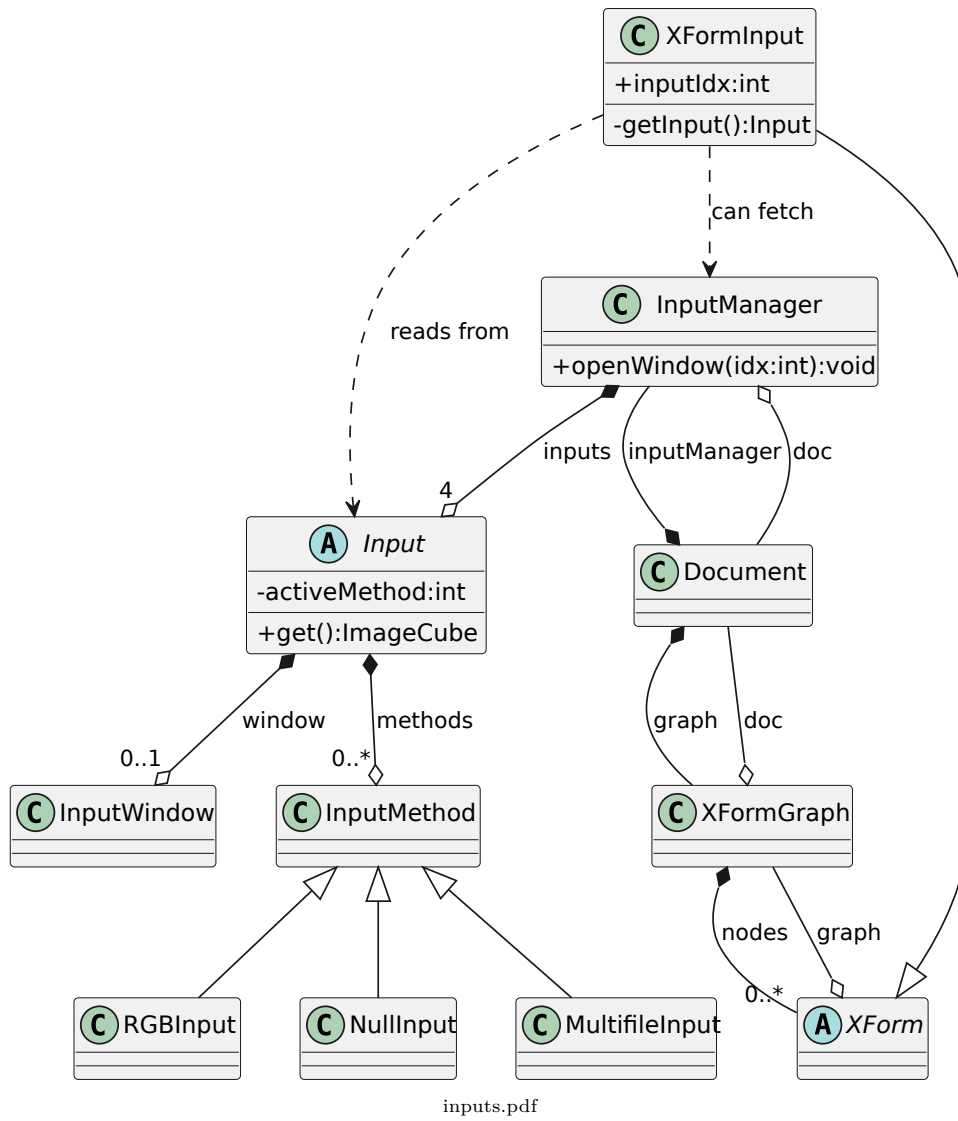 C XFormInput
+inputIdx:int
-getInput():Input
can fetch
C InputManager
+openWindow(idx:int):void
reads from
inputs
inputManager
doc
4
A Input
-activeMethod:int
+get():ImageCube
C Document
window
methods
graph
doc
0..1
0..*
C InputWindow
C InputMethod
C XFormGraph
nodes
graph
0..*
C RGBInput
C NullInput
C MultifileInput
A XForm
inputs.pdf